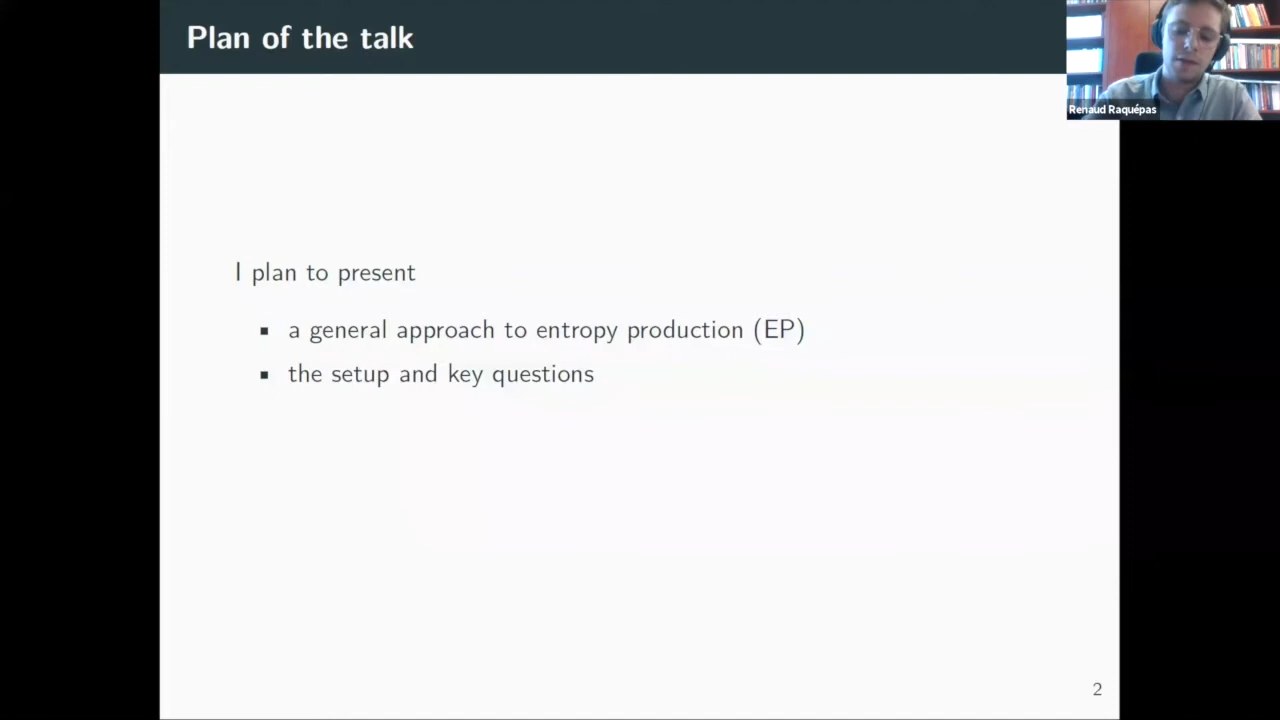 Plan of the talk
Renaud Raquépas
I plan to present
▪ a general approach to entropy production (EP)
▪ the setup and key questions
2